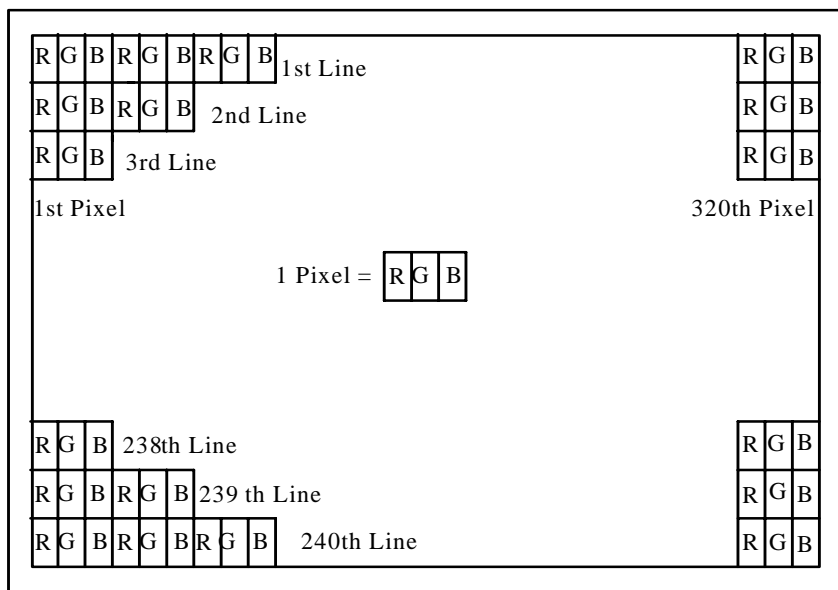 R G B R G B R G B 1st Line R G B
R G B R G B 2nd Line R G B
R G B 3rd Line R G B
1st Pixel 320th Pixel
1 Pixel = R G B
R G B 238th Line R G B
R G B R G B 239 th Line R G B
R G B R G B R G B 240th Line R G B